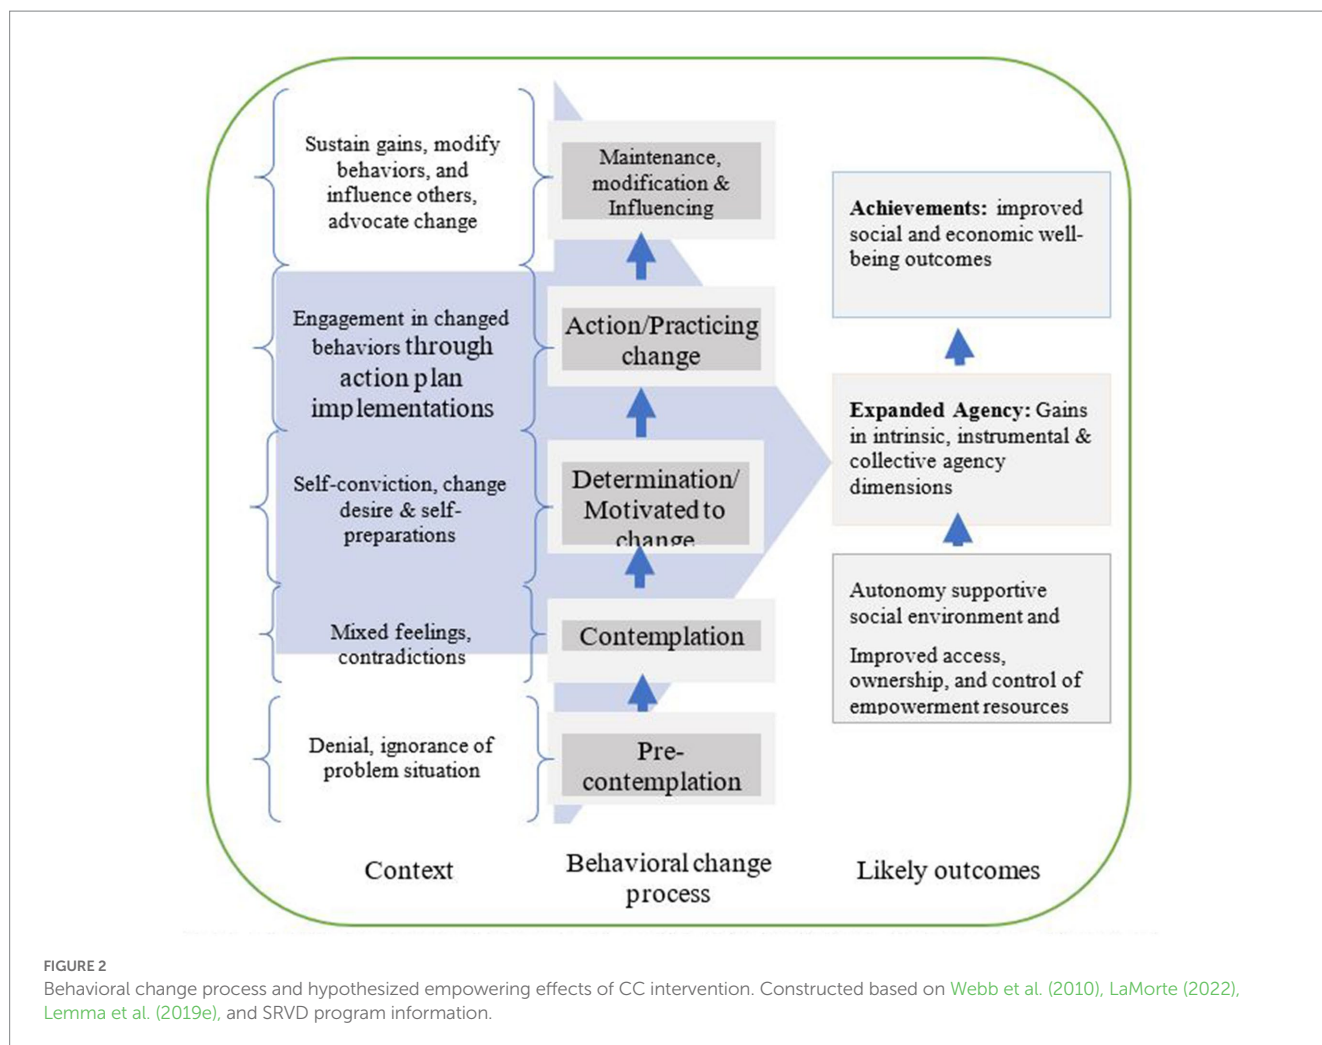 Sustain gains, modify
behaviors, and
influence others,
advocate change
Engagement in changed
behaviors through
action plan
implementations
Self-conviction, change
desire & self-
preparations
Mixed feelings,
contradictions
Denial, ignorance of
problem situation
Context
Maintenance,
modification &
Influencing
Action/Practicing
change
Determination/
Motivated to
change
Contemplation
Pre-
contemplation
Behavioral change
process
Achievements: improved
social and economic well-
being outcomes
Expanded Agency: Gains
in intrinsic, instrumental &
collective agency
dimensions
Autonomy supportive
social environment and
Improved access,
ownership, and control of
empowerment resources
Likely outcomes
FIGURE 2
Behavioral change process and hypothesized empowering effects of CC intervention. Constructed based on Webb et al. (2010), LaMorte (2022),
Lemma et al. (2019e), and SRVD program information.